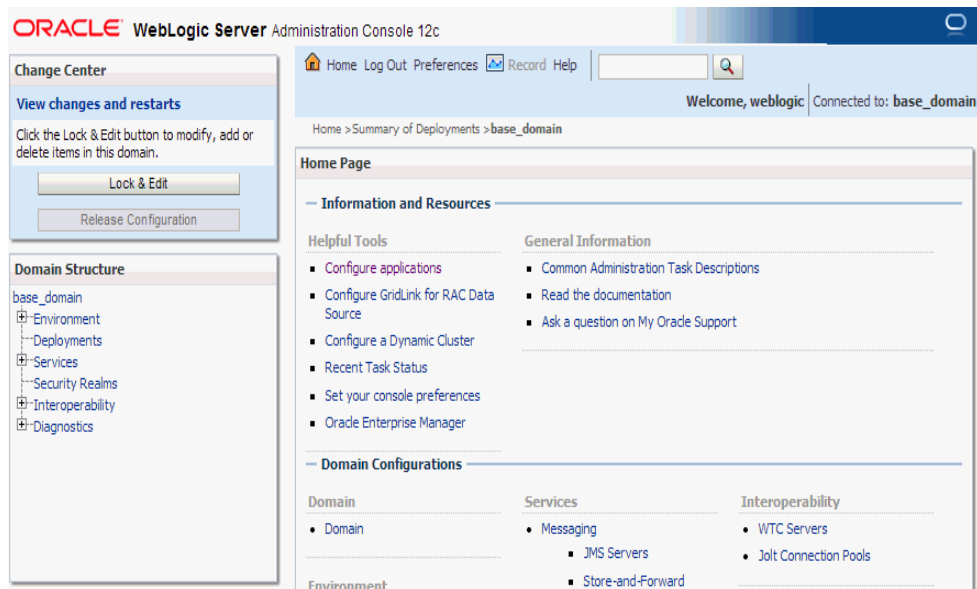 ORACLE WebLogic Server Administration Console 12c
Change Center
View changes and restarts
Click the Lock & Edit button to modify, add or
delete items in this domain.
Lock & Edit
Release Configuration
Domain Structure
base_domain
Environment
Deployments
Services
Security Realms
Interoperability
Diagnostics
Home Log Out Preferences Record Help
Welcome, weblogic Connected to: base_domain
Home >Summary of Deployments >base_domain
Home Page
Information and Resources
Helpful Tools
Configure applications
Configure GridLink for RAC Data
Source
Configure a Dynamic Cluster
Recent Task Status
Set your console preferences
Oracle Enterprise Manager
General Information
Common Administration Task Descriptions
Read the documentation
Ask a question on My Oracle Support
Domain Configurations
Domain
Domain
Environment
Services
Messaging
JMS Servers
Store-and-Forward
Interoperability
WTC Servers
Jolt Connection Pools